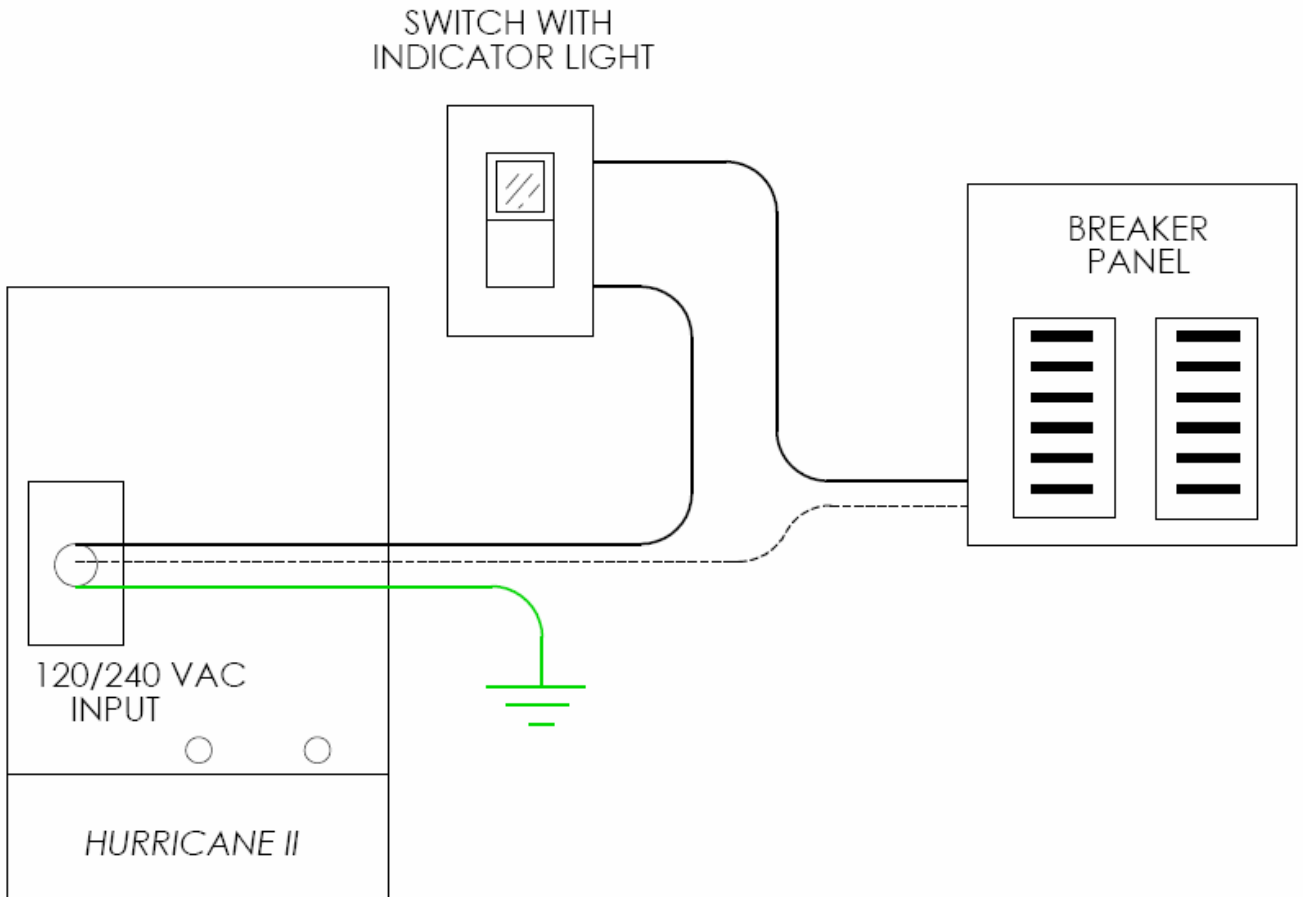 SWITCH WITH
INDICATOR LIGHT
BREAKER
PANEL
120/240 VAC
INPUT
HURRICANE II